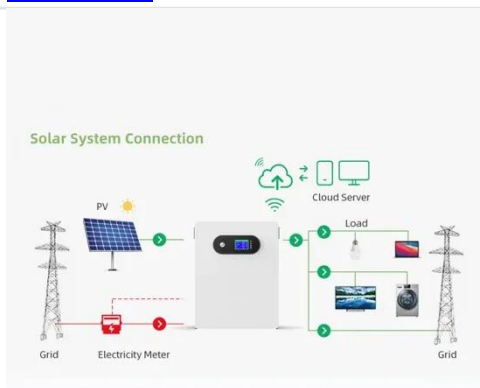 Solar System Connection
Cloud Server
PV
Load
Grid
Electricity Meter
Grid